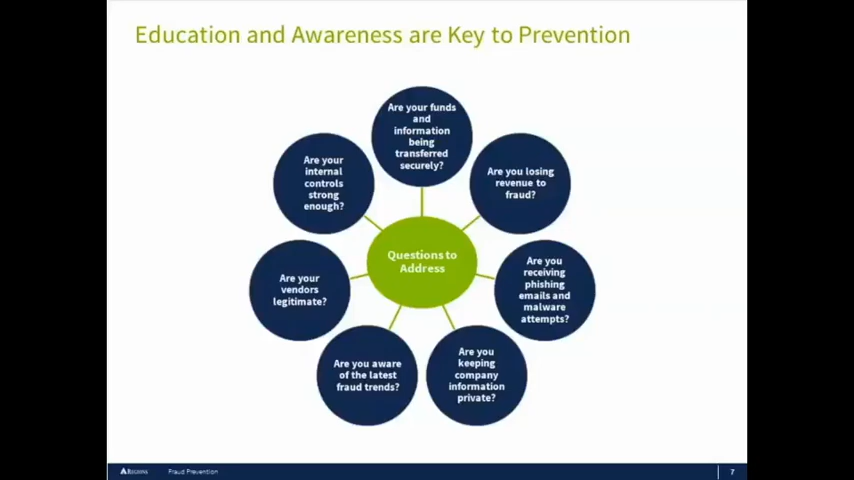 Education and Awareness are Key to Prevention
Are your funds
and
information
being
transferred
securely?
Are you losing
revenue to
fraud?
Are you
receiving
phishing
emails and
malware
attempts?
Are you
keeping
company
information
private?
Are you aware
of the latest
fraud trends?
Are your
vendors
legitimate?
Are your
internal
controls
strong
enough?
Questions to
Address
REGIONS
Fraud Prevention
7